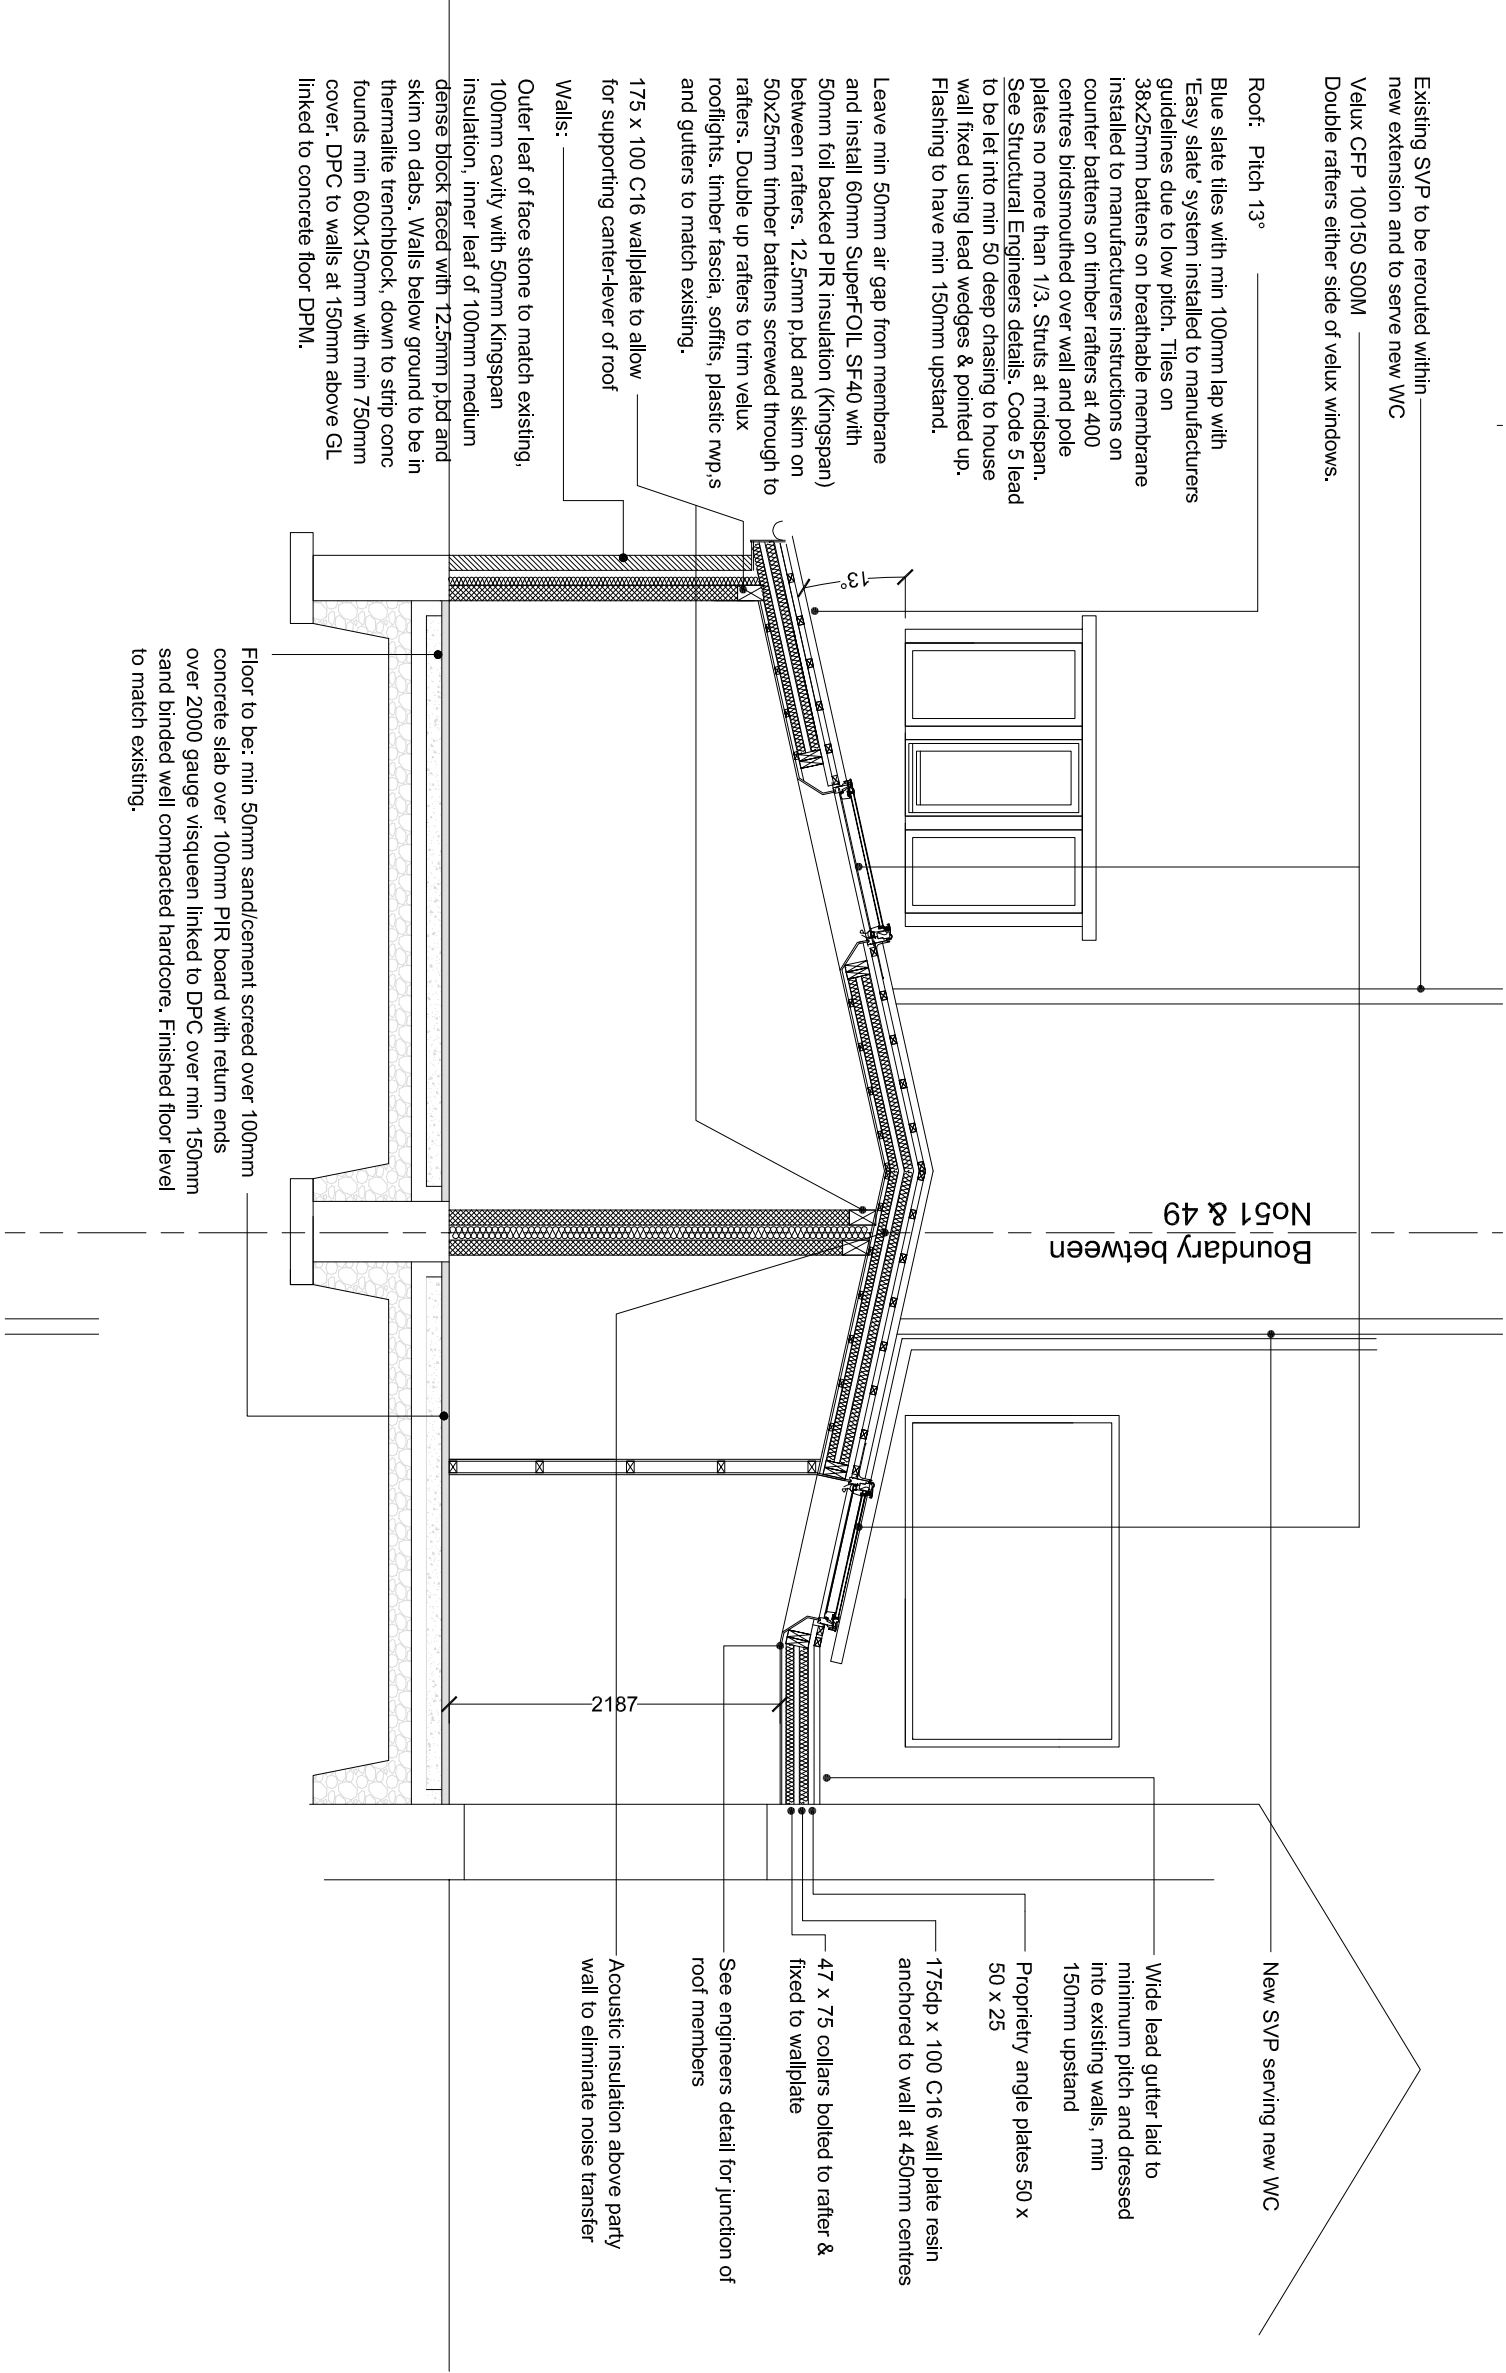 Existing SVP to be rerouted within
new extension and to serve new WC
Velux CFP 100150 S00M
Double rafters either side of velux windows.
Roof:  Pitch 13°
Blue slate tiles with min 100mm lap with
'Easy slate' system installed to manufacturers
guidelines due to low pitch. Tiles on
38x25mm battens on breathable membrane
installed to manufacturers instructions on
counter battens on timber rafters at 400
centres birdsmouthed over wall and pole
plates no more than 1/3. Struts at midspan.
See Structural Engineers details. Code 5 lead
to be let into min 50 deep chasing to house
wall fixed using lead wedges & pointed up.
Flashing to have min 150mm upstand.
Leave min 50mm air gap from membrane
and install 60mm SuperFOIL SF40 with
50mm foil backed PIR insulation (Kingspan)
between rafters. 12.5mm p,bd and skim on
50x25mm timber battens screwed through to
rafters. Double up rafters to trim velux
rooflights. timber fascia, soffits, plastic rwp,s
and gutters to match existing.
175 x 100 C16 wallplate to allow
for supporting canter-lever of roof
Walls:
Outer leaf of face stone to match existing,
100mm cavity with 50mm Kingspan
insulation, inner leaf of 100mm medium
dense block faced with 12.5mm p,bd and
skim on dabs. Walls below ground to be in
thermalite trenchblock, down to strip conc
founds min 600x150mm with min 750mm
cover. DPC to walls at 150mm above GL
linked to concrete floor DPM.
13°
Boundary between
No51 & 49
Floor to be: min 50mm sand/cement screed over 100mm
concrete slab over 100mm PIR board with return ends
over 2000 gauge visqueen linked to DPC over min 150mm
sand binded well compacted hardcore. Finished floor level
to match existing.
2187
New SVP serving new WC
Wide lead gutter laid to
minimum pitch and dressed
into existing walls, min
150mm upstand
Proprietry angle plates 50 x
50 x 25
175dp x 100 C16 wall plate resin
anchored to wall at 450mm centres
47 x 75 collars bolted to rafter &
fixed to wallplate
See engineers detail for junction of
roof members
Acoustic insulation above party
wall to eliminate noise transfer